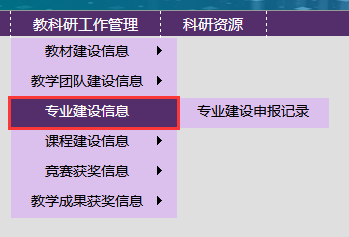 教科研工作管理 科研资源
教材建设信息
教学团队建设信息
专业建设信息 专业建设申报记录
课程建设信息
竞赛获奖信息
教学成果获奖信息